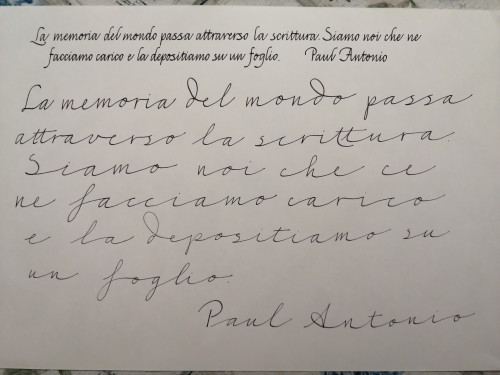 La memoria del mondo passa attraverso la scrittura. Siamo noi che ne
facciamo carico e la depositiamo su un foglio. Paul Antonio
La memoria del mondo passa
attraverso la scrittura.
Siamo noi che ce
ne facciamo carico
e la depositiamo su
un foglio.
Paul Antonio